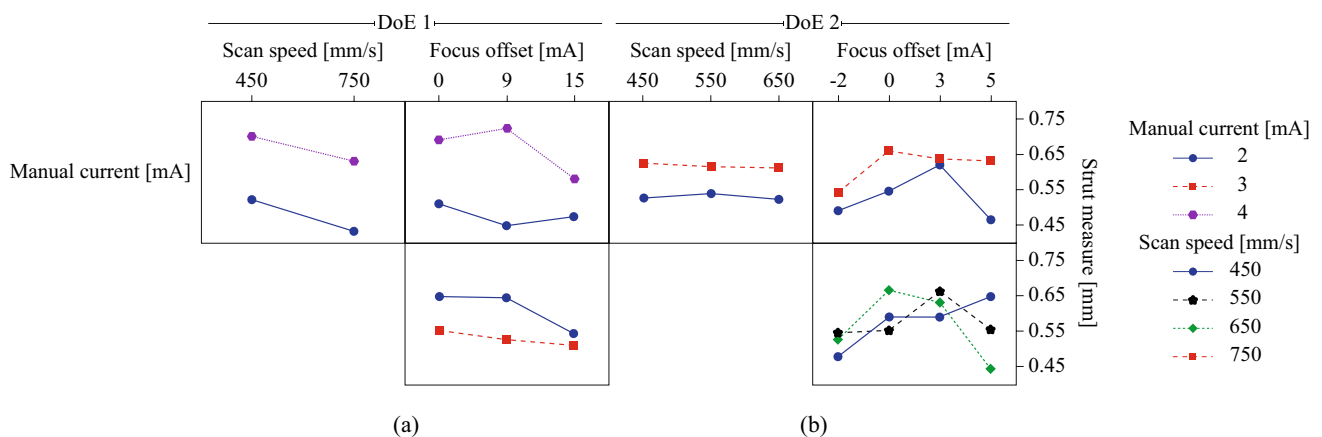 DoE 1 DoE 2
Scan speed [mm/s] Focus offset [mA] Scan speed [mm/s] Focus offset [mA]
450 750 0 9 15 450 550 650 -2 0 3 5
Manual current [mA]
0.75
0.65
0.55
0.45
0.75
0.65
0.55
0.45
Strut measure [mm]
Manual current [mA]
2
3
4
Scan speed [mm/s]
450
550
650
750
(a) (b)